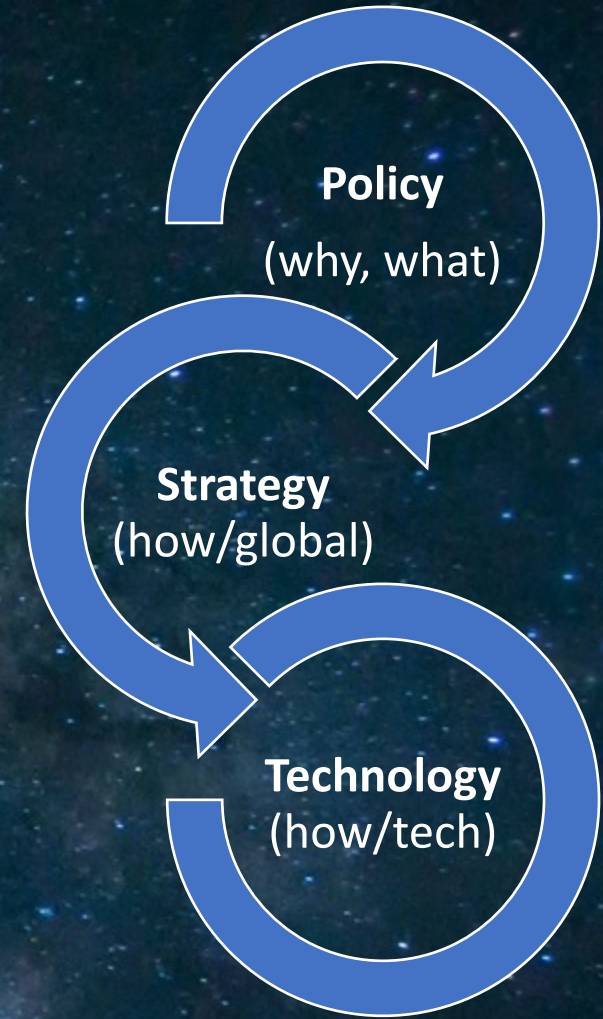 Policy
(why, what)
Strategy
(how/global)
Technology
(how/tech)